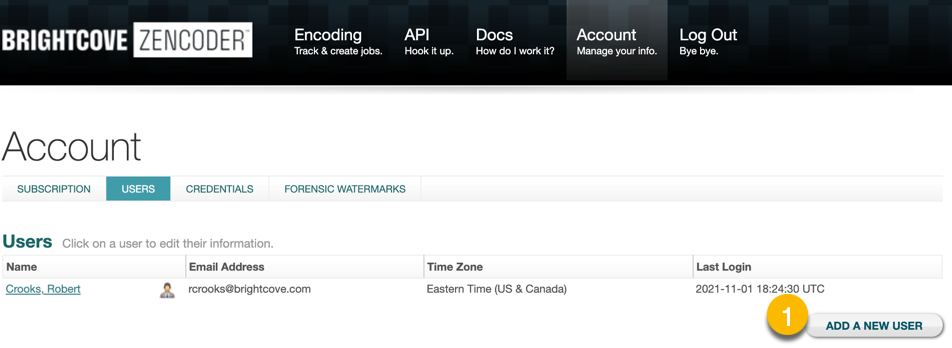 BRIGHTCOVE ZENCODER™
Encoding API Docs Account Log Out
Track & create jobs. Hook it up. How do I work it? Manage your info. Bye bye.
Account
SUBSCRIPTION USERS CREDENTIALS FORENSIC WATERMARKS
Users Click on a user to edit their information.
Name Email Address Time Zone Last Login
Crooks, Robert rcrooks@brightcove.com Eastern Time (US & Canada) 2021-11-01 18:24:30 UTC
1 ADD A NEW USER